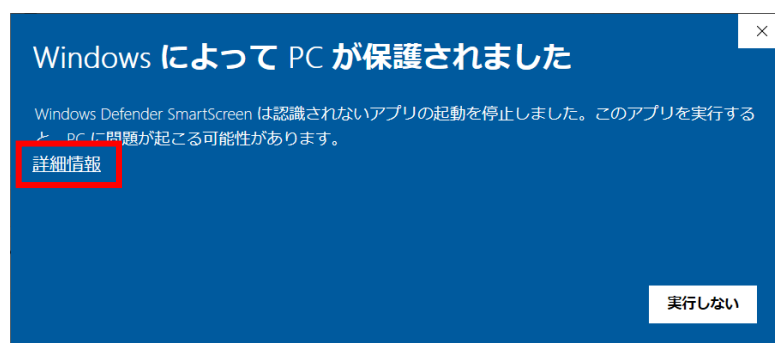 Windows によって PC が保護されました
Windows Defender SmartScreen は認識されないアプリの起動を停止しました。このアプリを実行する
と、PC に問題が起こる可能性があります。
詳細情報
実行しない